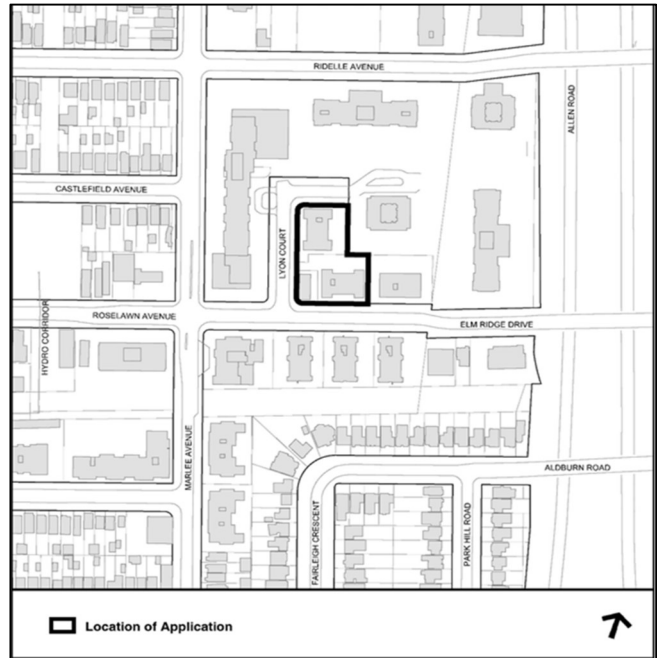 RIDELLE AVENUE
ALLEN ROAD
CASTLEFIELD AVENUE
LYON COURT
ROSELAWN AVENUE
ELM RIDGE DRIVE
HYDRO CORRIDOR
MARLEE AVENUE
ALDBURN ROAD
FAIRLEIGH CRESCENT
PARK HILL ROAD
Location of Application